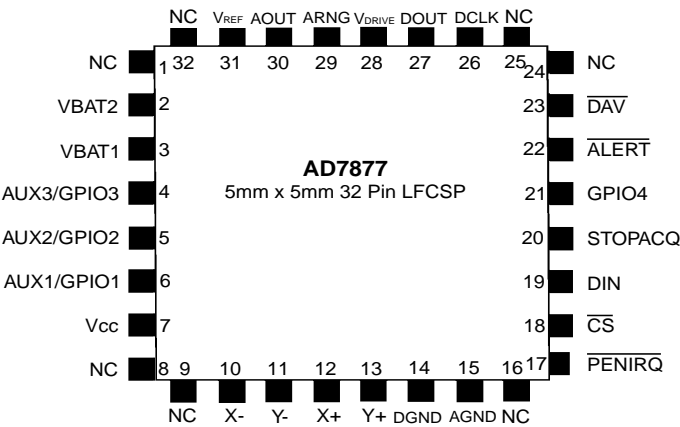 NC VREF AOUT ARNG VDRIVE DOUT DCLK NC
32 31 30 29 28 27 26 25
NC 1 24 NC
VBAT2 2 23 DAV
VBAT1 3 22 ALERT
AD7877
5mm x 5mm 32 Pin LFCSP
AUX3/GPIO3 4 21 GPIO4
AUX2/GPIO2 5 20 STOPACQ
AUX1/GPIO1 6 19 DIN
Vcc 7 18 CS
NC 8 17 PENIRQ
9 10 11 12 13 14 15 16
NC X- Y- X+ Y+ DGND AGND NC